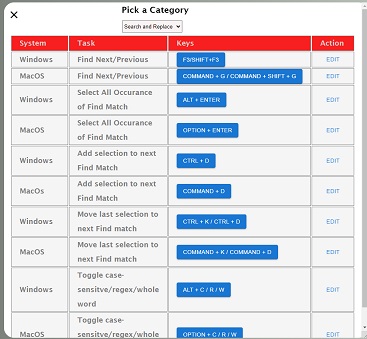 ✕
Pick a Category
Search and Replace
System Task Keys Action
Windows Find Next/Previous F3/SHIFT+F3 EDIT
MacOS Find Next/Previous COMMAND + G / COMMAND + SHIFT + G EDIT
Windows Select All Occurance of Find Match ALT + ENTER EDIT
MacOS Select All Occurance of Find Match OPTION + ENTER EDIT
Windows Add selection to next Find Match CTRL + D EDIT
MacOs Add selection to next Find Match COMMAND + D EDIT
Windows Move last selection to next Find match CTRL + K / CTRL + D EDIT
MacOS Move last selection to next Find match COMMAND + K / COMMAND + D EDIT
Windows Toggle case-sensitve/regex/whole word ALT + C / R / W EDIT
MacOS Toggle case-sensitve/regex/whole OPTION + C / R / W EDIT